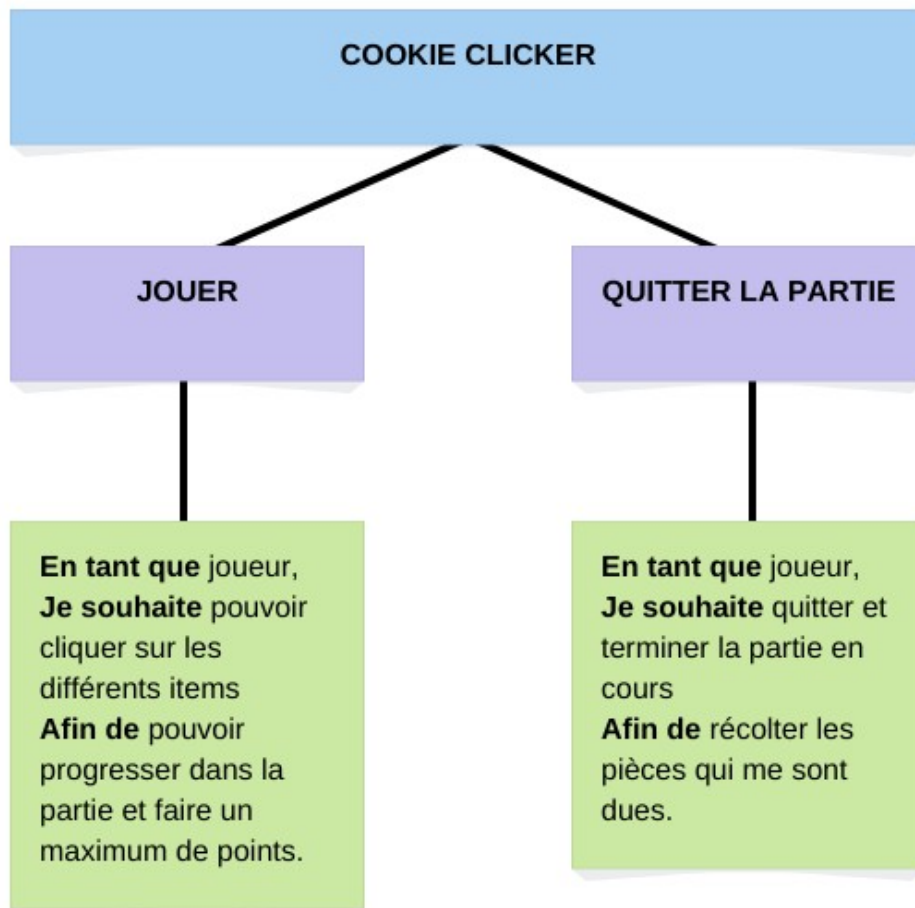 COOKIE CLICKER
JOUER
QUITTER LA PARTIE
En tant que joueur,
Je souhaite pouvoir
cliquer sur les
différents items
Afin de pouvoir
progresser dans la
partie et faire un
maximum de points.
En tant que joueur,
Je souhaite quitter et
terminer la partie en
cours
Afin de récolter les
pièces qui me sont
dues.